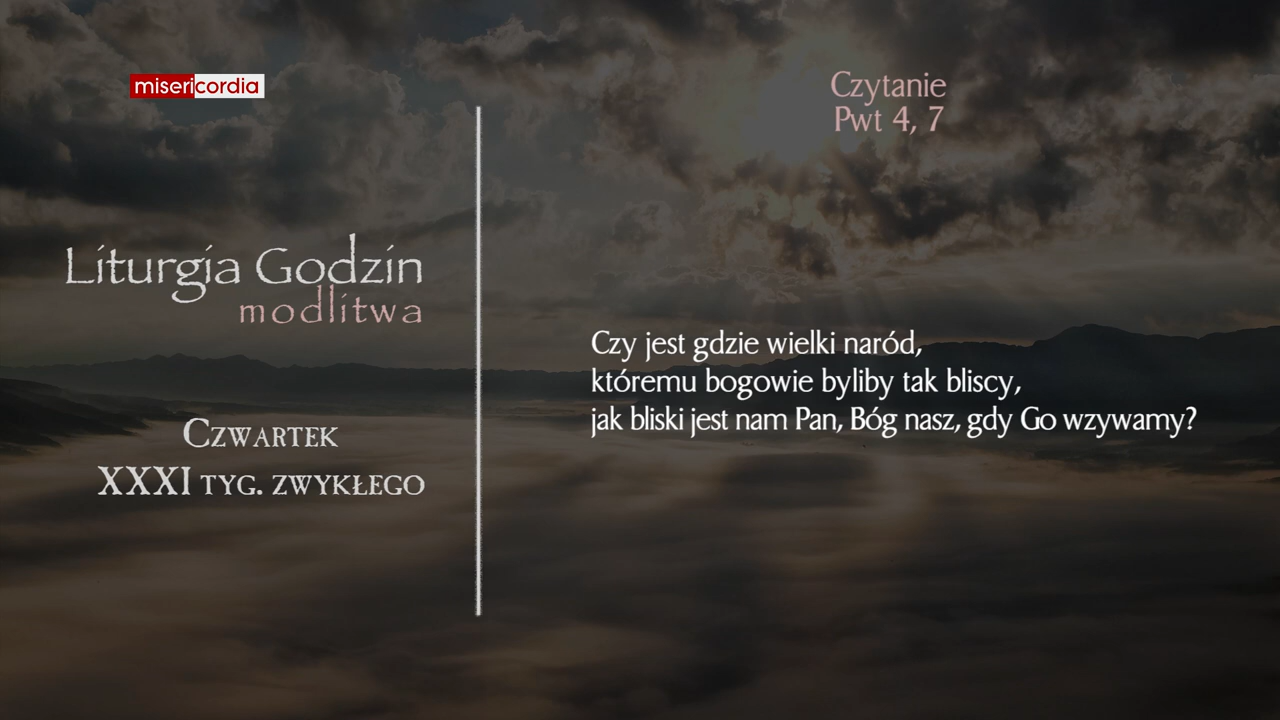 misericordia
Liturgia Godzin
modlitwa
Czwartek
XXXI tyg. zwykłego
Czytanie
Pwt 4, 7
Czy jest gdzie wielki naród,
któremu bogowie byliby tak bliscy,
jak bliski jest nam Pan, Bóg nasz, gdy Go wzywamy?